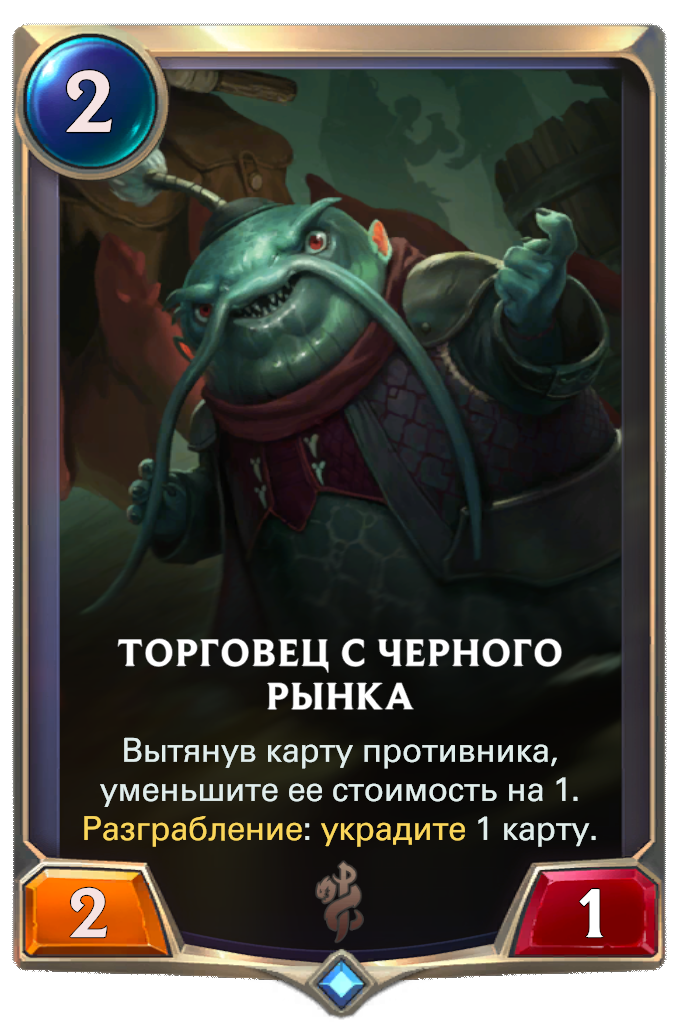 2
ТОРГОВЕЦ С ЧЕРНОГО
РЫНКА
Вытянув карту противника,
уменьшите ее стоимость на 1.
Разграбление: украдите 1 карту.
2
1